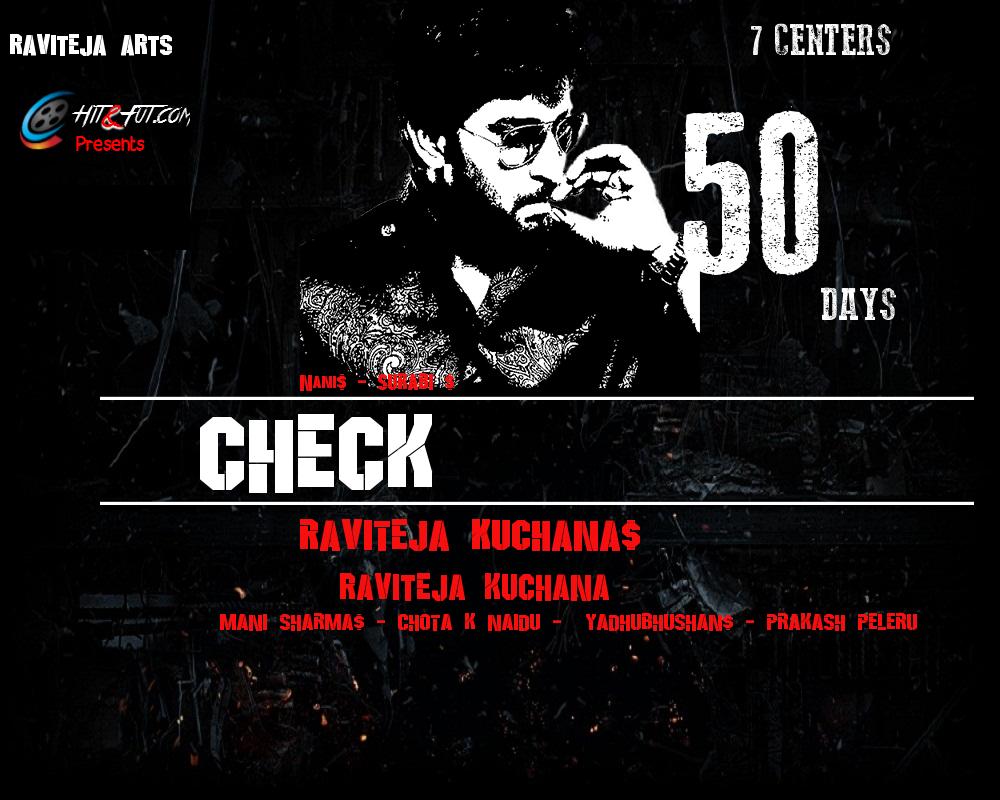 RAVITEJA ARTS
7 CENTERS
HIT&FUT.COM
Presents
50
DAYS
NANI$ - SURABI $
CHECK
RAVITEJA KUCHANA$
RAVITEJA KUCHANA
MANI SHARMA$ - CHOTA K NAIDU - YADHUBHUSHAN$ - PRAKASH PELERU